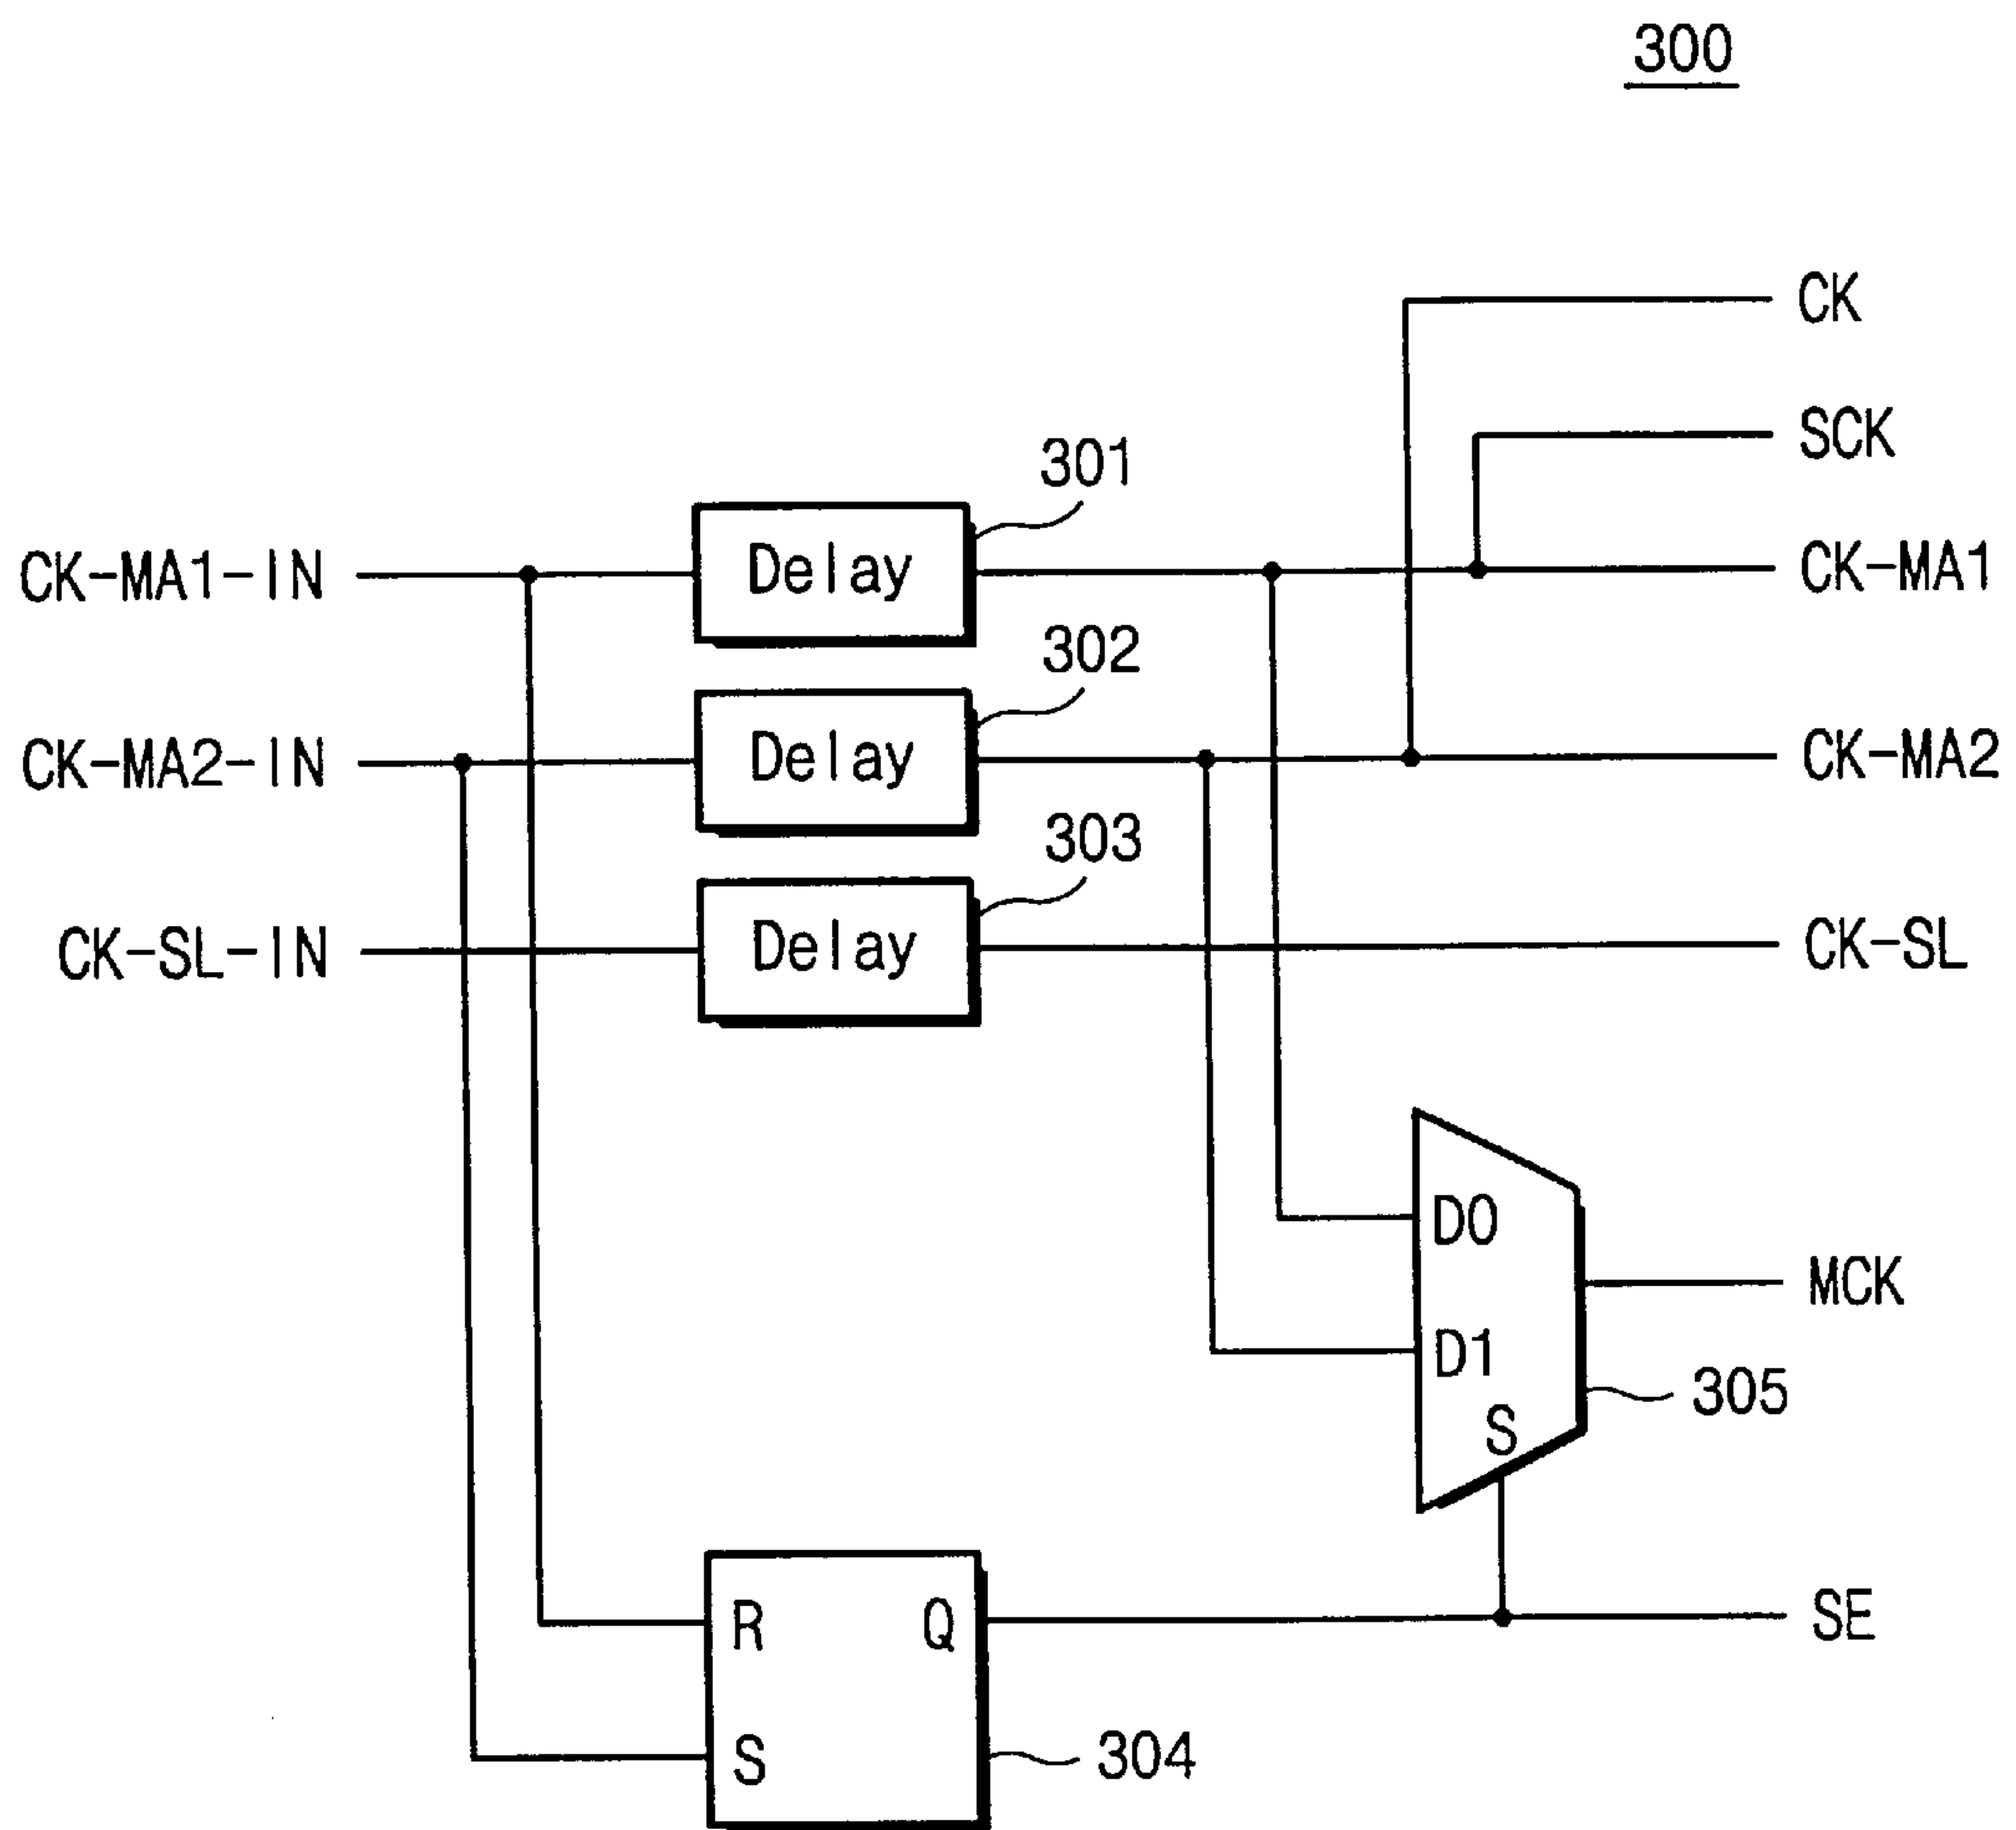 300
CK
SCK
301
CK-MA1-IN
Delay
CK-MA1
302
CK-MA2-IN
Delay
CK-MA2
303
CK-SL-IN
Delay
CK-SL
D0
MCK
D1
305
S
R
Q
SE
S
304